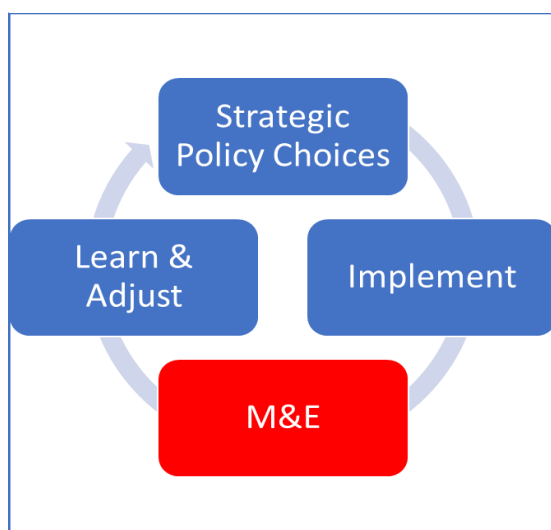 Strategic
Policy Choices
Implement
M&E
Learn &
Adjust